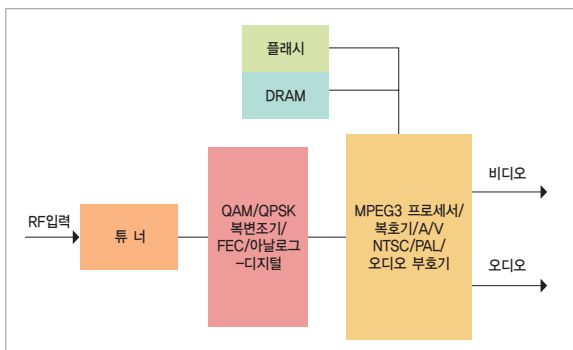 플래시
DRAM
RF입력
튜 너
QAM/QPSK
복변조기/
FEC/아날로그
-디지털
MPEG3 프로세서/
복호기/A/V
NTSC/PAL/
오디오 부호기
비디오
오디오